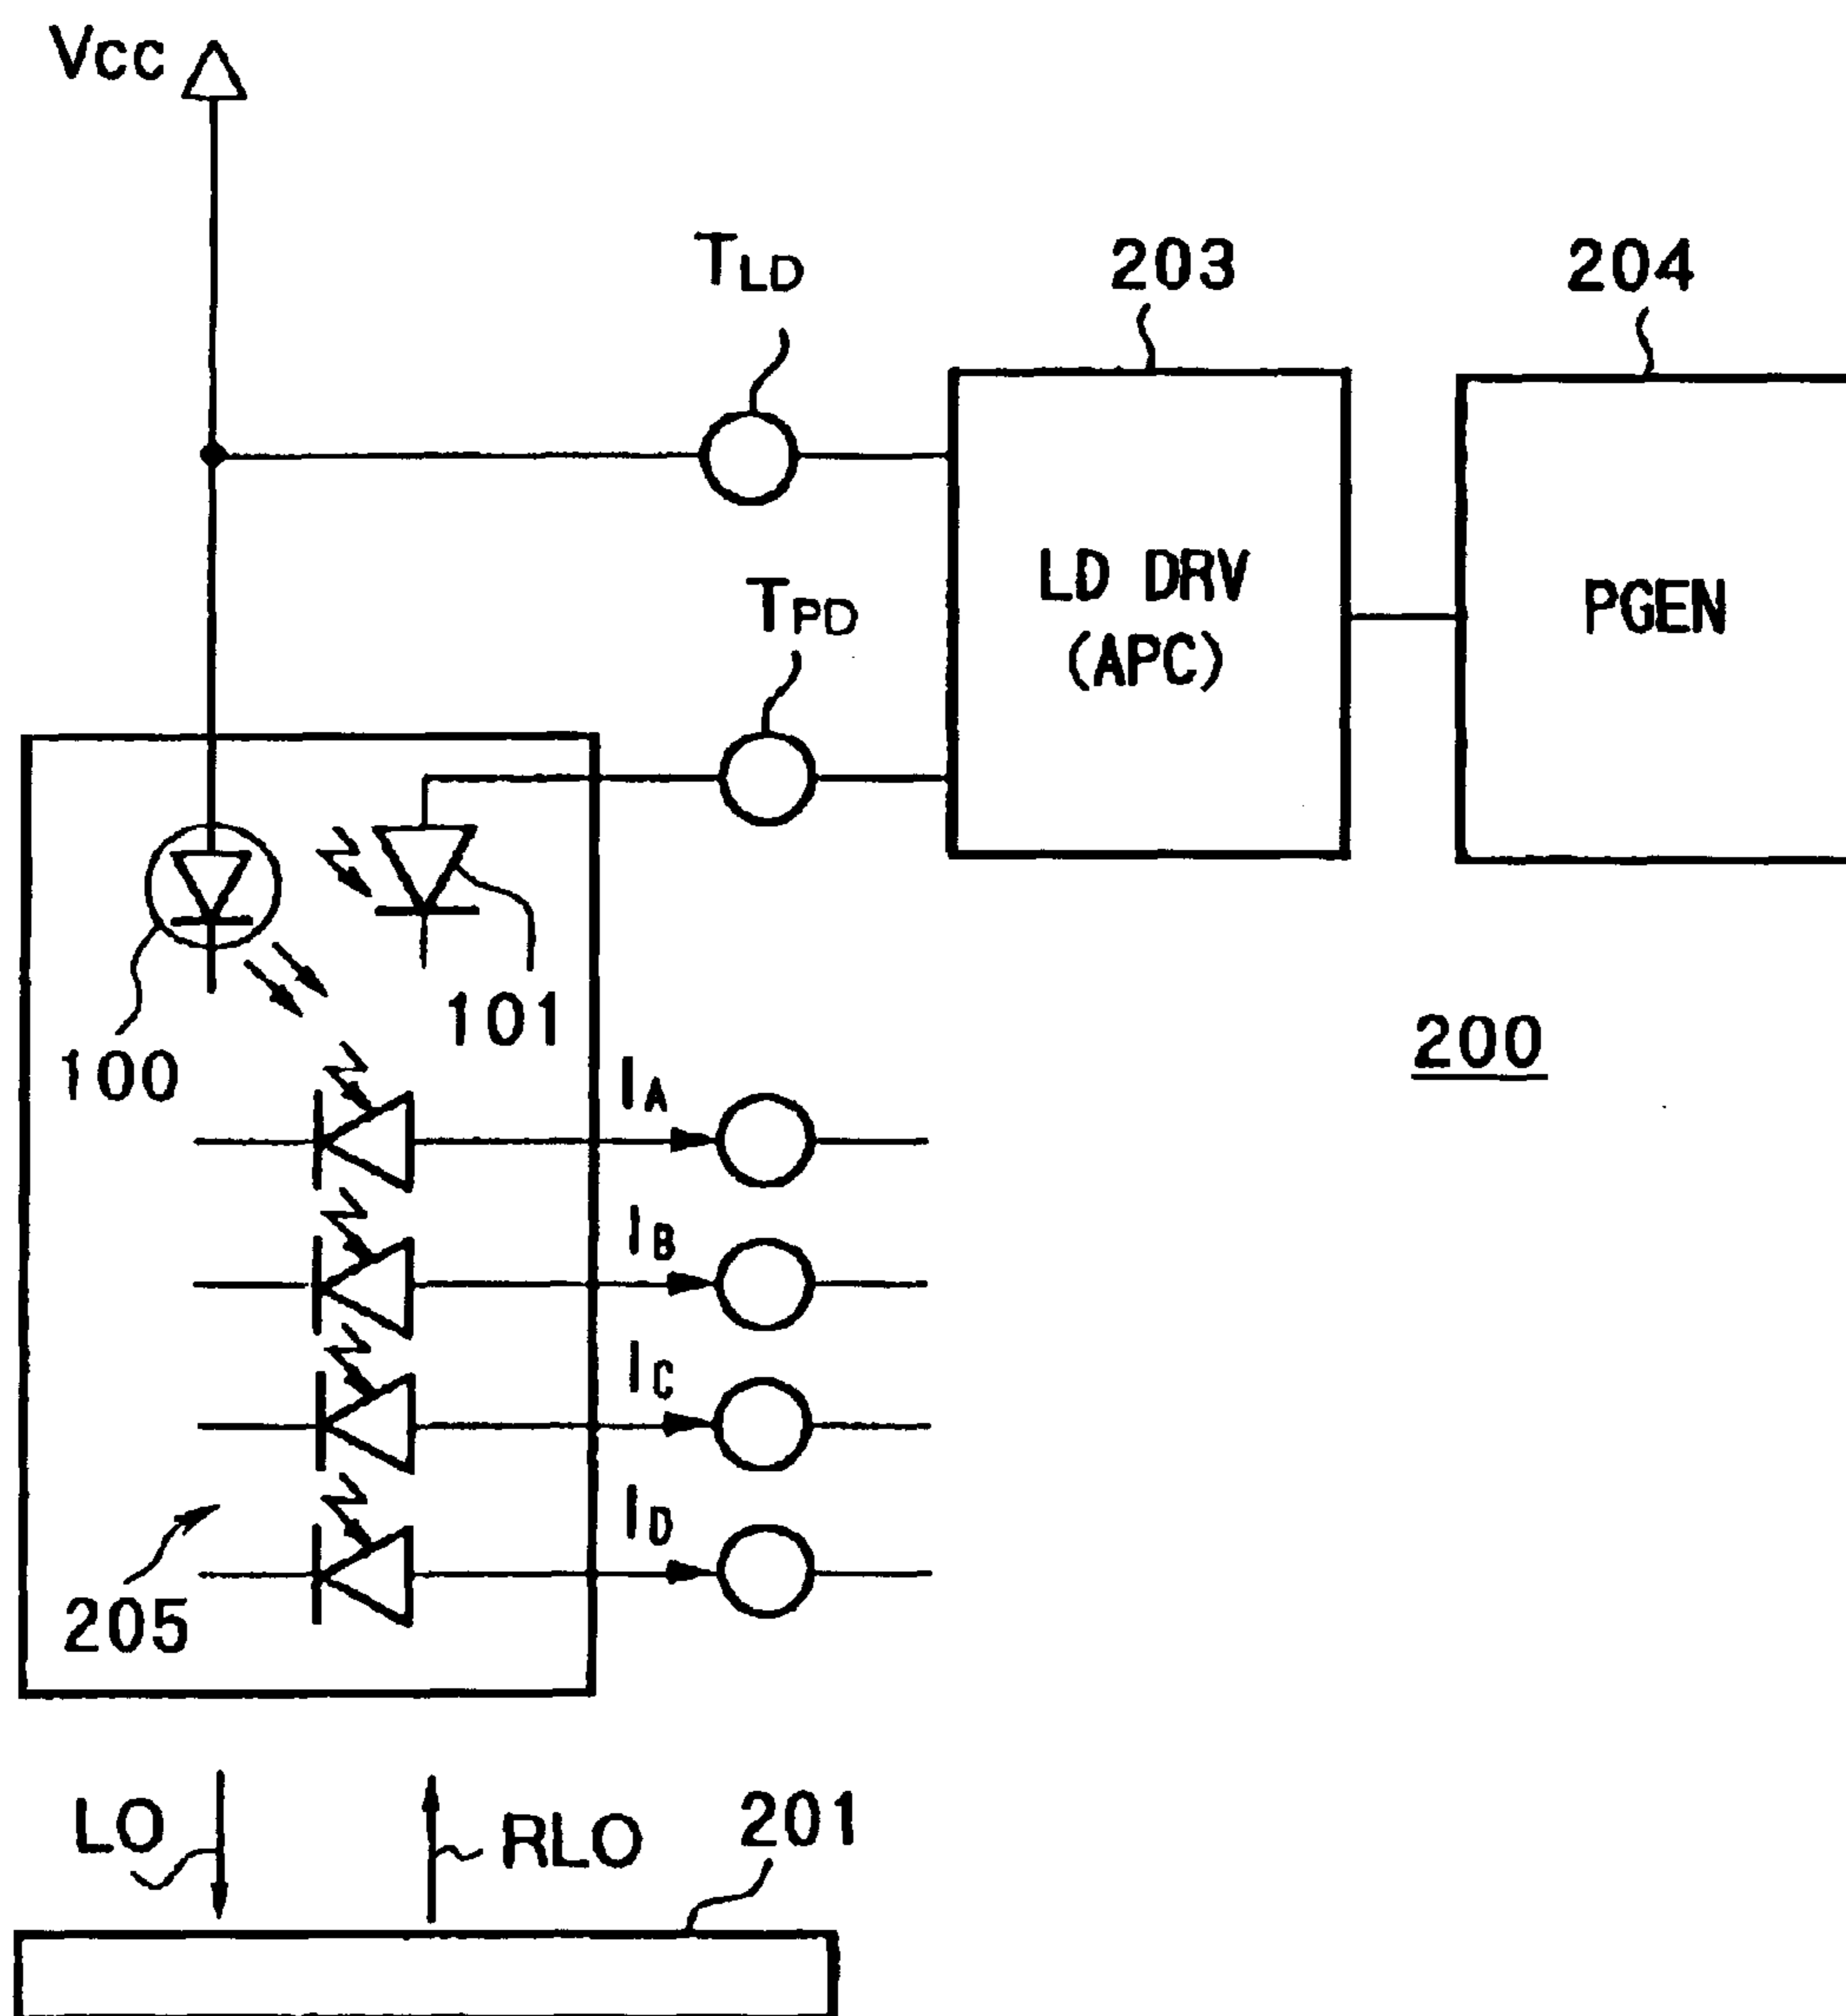 VCC
TLD
203
204
LD DRV
(APC)
PGEN
TPD
100
101
200
IA
IB
IC
ID
205
LO
RLO
201